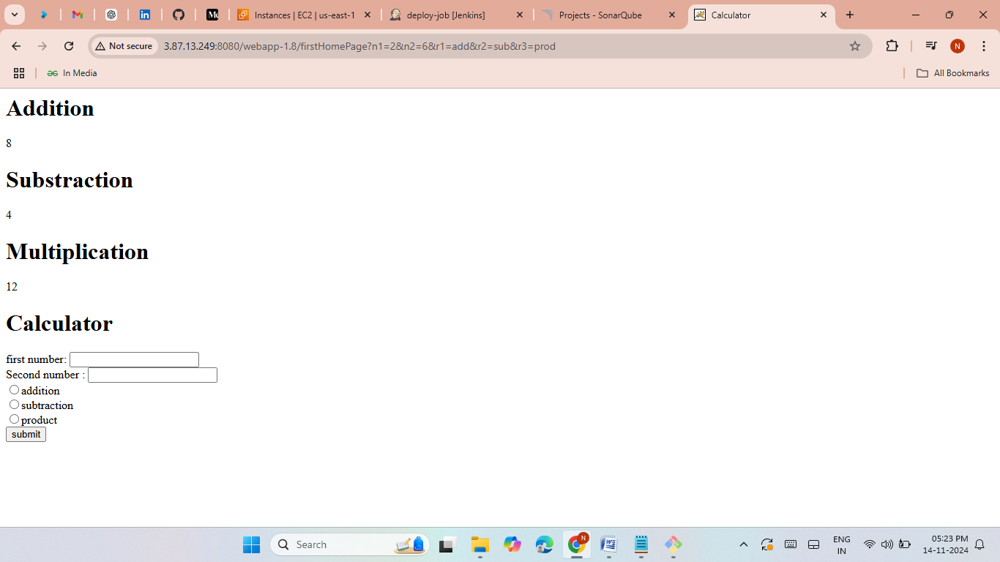 Instances | EC2 | us-east-1
deploy-job [Jenkins]
Projects - SonarQube
Calculator
Not secure
3.87.13.249:8080/webapp-1.8/firstHomePage?n1=2&n2=6&r1=add&r2=sub&r3=prod
N
In Media
All Bookmarks
Addition
8
Substraction
4
Multiplication
12
Calculator
first number:
Second number :
addition
subtraction
product
submit
Search
N
ENG
IN
05:23 PM
14-11-2024